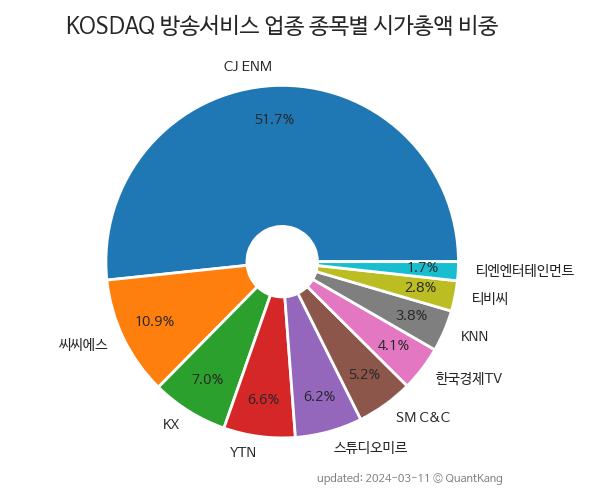 KOSDAQ 방송서비스 업종 종목별 시가총액 비중
CJ ENM
51.7%
1.7%
티엔엔터테인먼트
2.8%
티비씨
3.8%
KNN
4.1%
한국경제TV
5.2%
SM C&C
6.2%
스튜디오미르
6.6%
YTN
7.0%
KX
10.9%
씨씨에스
updated: 2024-03-11 © QuantKang